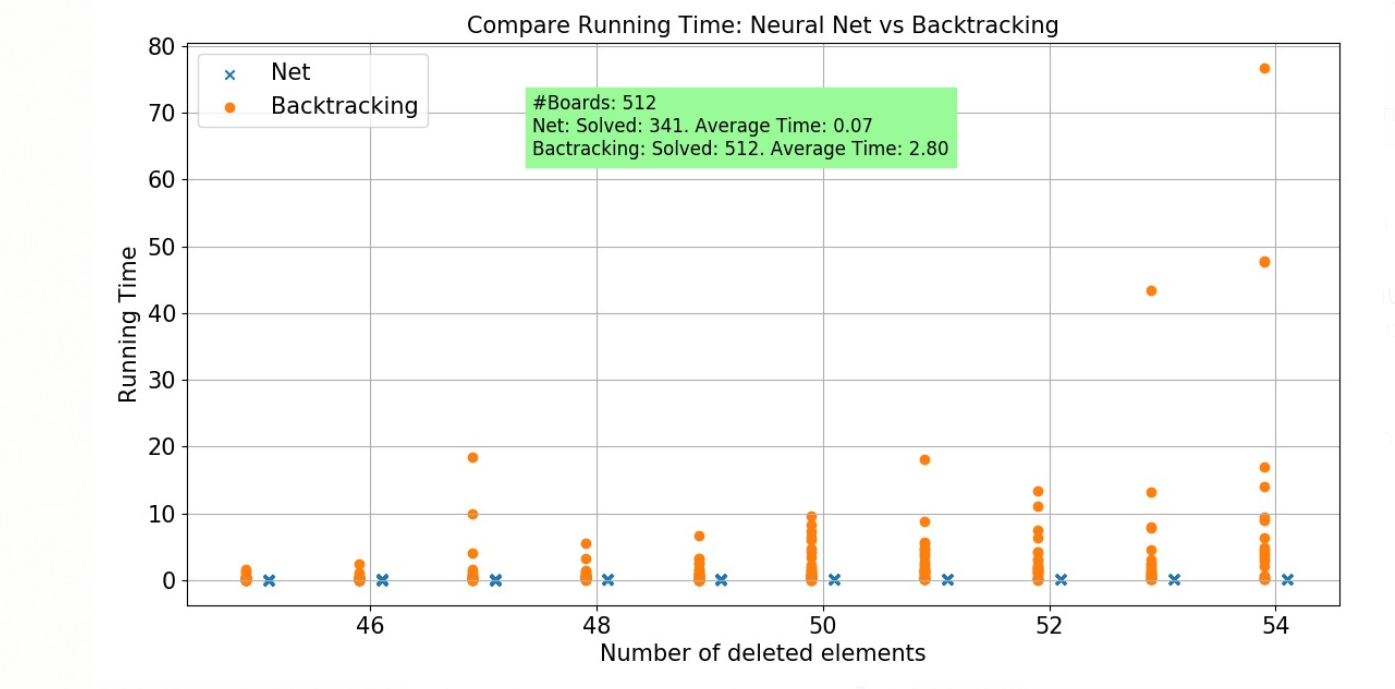 Compare Running Time: Neural Net vs Backtracking
Net
Backtracking
#Boards: 512
Net: Solved: 341. Average Time: 0.07
Bactracking: Solved: 512. Average Time: 2.80
80
70
60
50
40
30
20
10
0
Running Time
46 48 50 52 54
Number of deleted elements